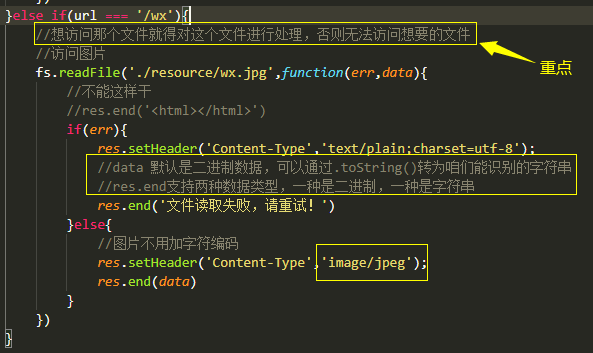 }else if(url === '/wx'){
//想访问那个文件就得对这个文件进行处理，否则无法访问想要的文件
//访问图片
重点
fs.readFile('./resource/wx.jpg',function(err,data){
//不能这样干
//res.end('<html></html>')
if(err){
res.setHeader('Content-Type','text/plain;charset=utf-8');
//data 默认是二进制数据，可以通过.toString()转为咱们能识别的字符串
//res.end支持两种数据类型，一种是二进制，一种是字符串
res.end('文件读取失败，请重试！')
}else{
//图片不用加字符编码
res.setHeader('Content-Type','image/jpeg');
res.end(data)
}
})
}